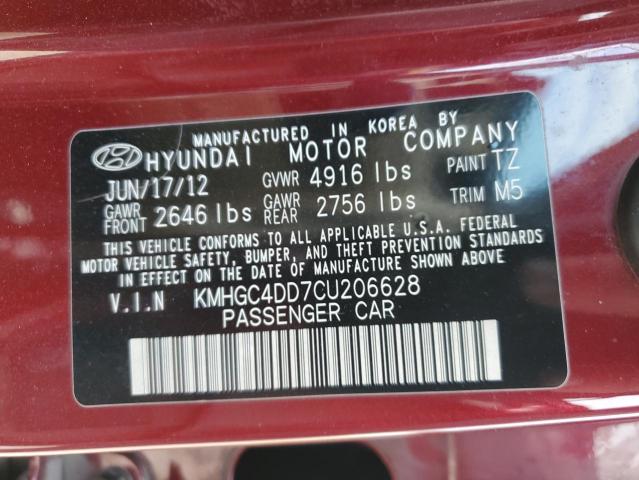 MANUFACTURED IN KOREA BY
HYUNDAI MOTOR COMPANY
JUN/17/12 GVWR 4916 lbs PAINT TZ
GAWR FRONT 2646 lbs GAWR REAR 2756 lbs TRIM M5
THIS VEHICLE CONFORMS TO ALL APPLICABLE U.S.A. FEDERAL
MOTOR VEHICLE SAFETY, BUMPER, AND THEFT PREVENTION STANDARDS
IN EFFECT ON THE DATE OF MANUFACTURE SHOWN ABOVE.
V.I.N KMHGC4DD7CU206628
PASSENGER CAR